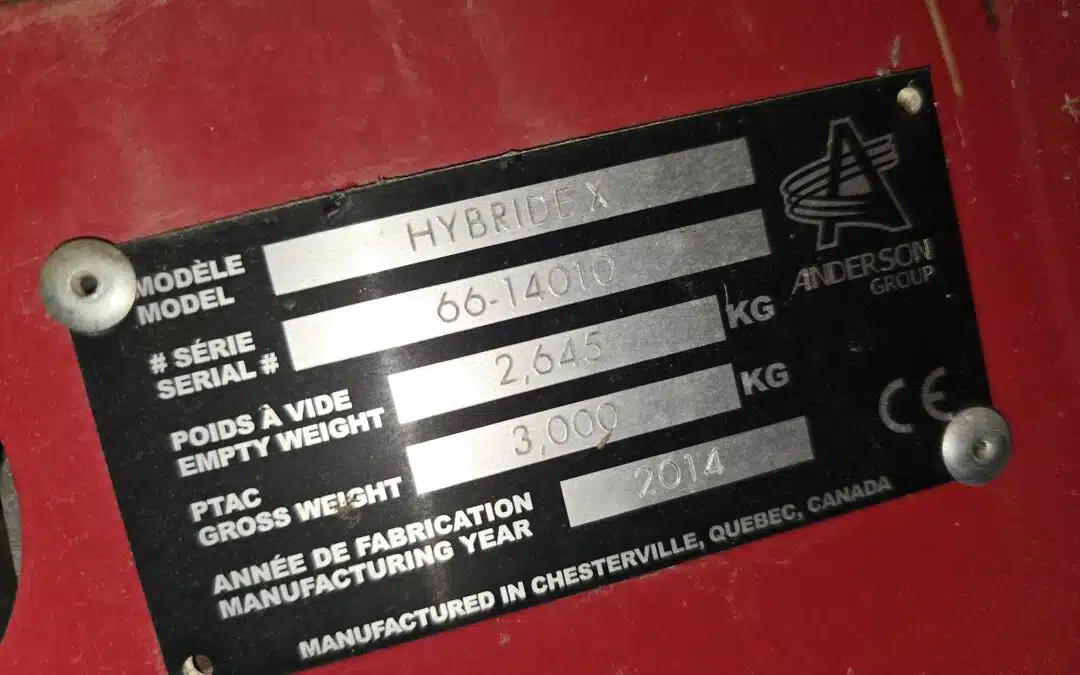 MODÈLE
MODEL
HYBRIDE X
# SÉRIE
SERIAL #
66-14010
POIDS À VIDE
EMPTY WEIGHT
2,645
KG
PTAC
GROSS WEIGHT
3,000
KG
ANNÉE DE FABRICATION
MANUFACTURING YEAR
2014
MANUFACTURED IN CHESTERVILLE, QUEBEC, CANADA
ANDERSON
GROUP
CE